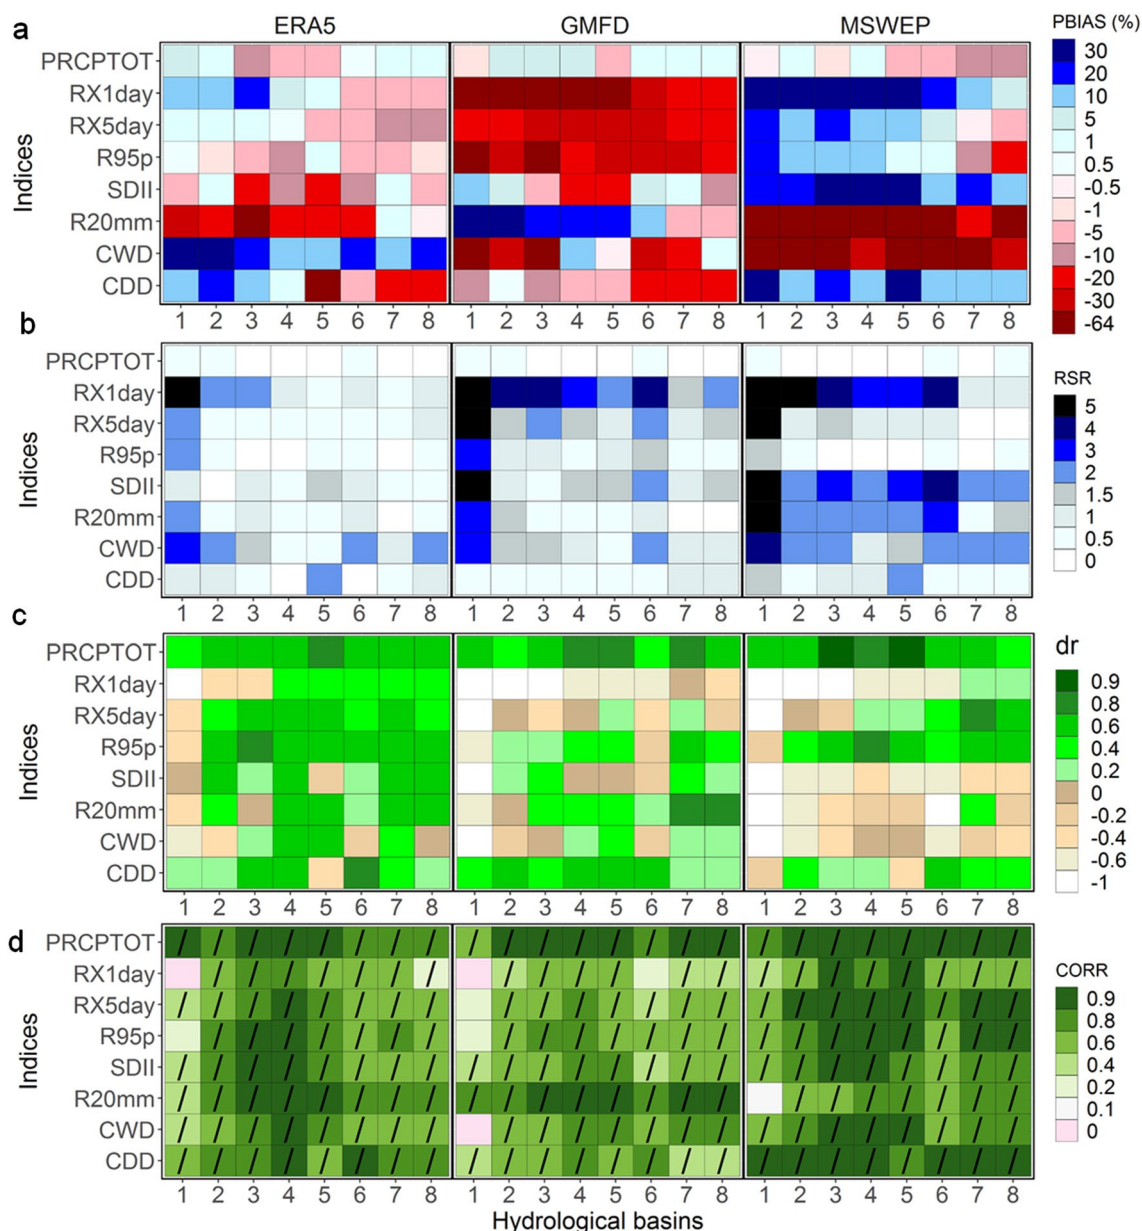 a
ERA5 GMFD MSWEP
PBIAS (%)
Indices
PRCPTOT
RX1day
RX5day
R95p
SDII
R20mm
CWD
CDD
1 2 3 4 5 6 7 8 1 2 3 4 5 6 7 8 1 2 3 4 5 6 7 8
30
20
10
5
1
0.5
-0.5
-1
-5
-10
-20
-30
-64
b
Indices
PRCPTOT
RX1day
RX5day
R95p
SDII
R20mm
CWD
CDD
1 2 3 4 5 6 7 8 1 2 3 4 5 6 7 8 1 2 3 4 5 6 7 8
RSR
5
4
3
2
1.5
1
0.5
0
c
Indices
PRCPTOT
RX1day
RX5day
R95p
SDII
R20mm
CWD
CDD
1 2 3 4 5 6 7 8 1 2 3 4 5 6 7 8 1 2 3 4 5 6 7 8
dr
0.9
0.8
0.6
0.4
0.2
0
-0.2
-0.4
-0.6
-1
d
Indices
PRCPTOT
RX1day
RX5day
R95p
SDII
R20mm
CWD
CDD
1 2 3 4 5 6 7 8 1 2 3 4 5 6 7 8 1 2 3 4 5 6 7 8
CORR
0.9
0.8
0.6
0.4
0.2
0.1
0
Hydrological basins